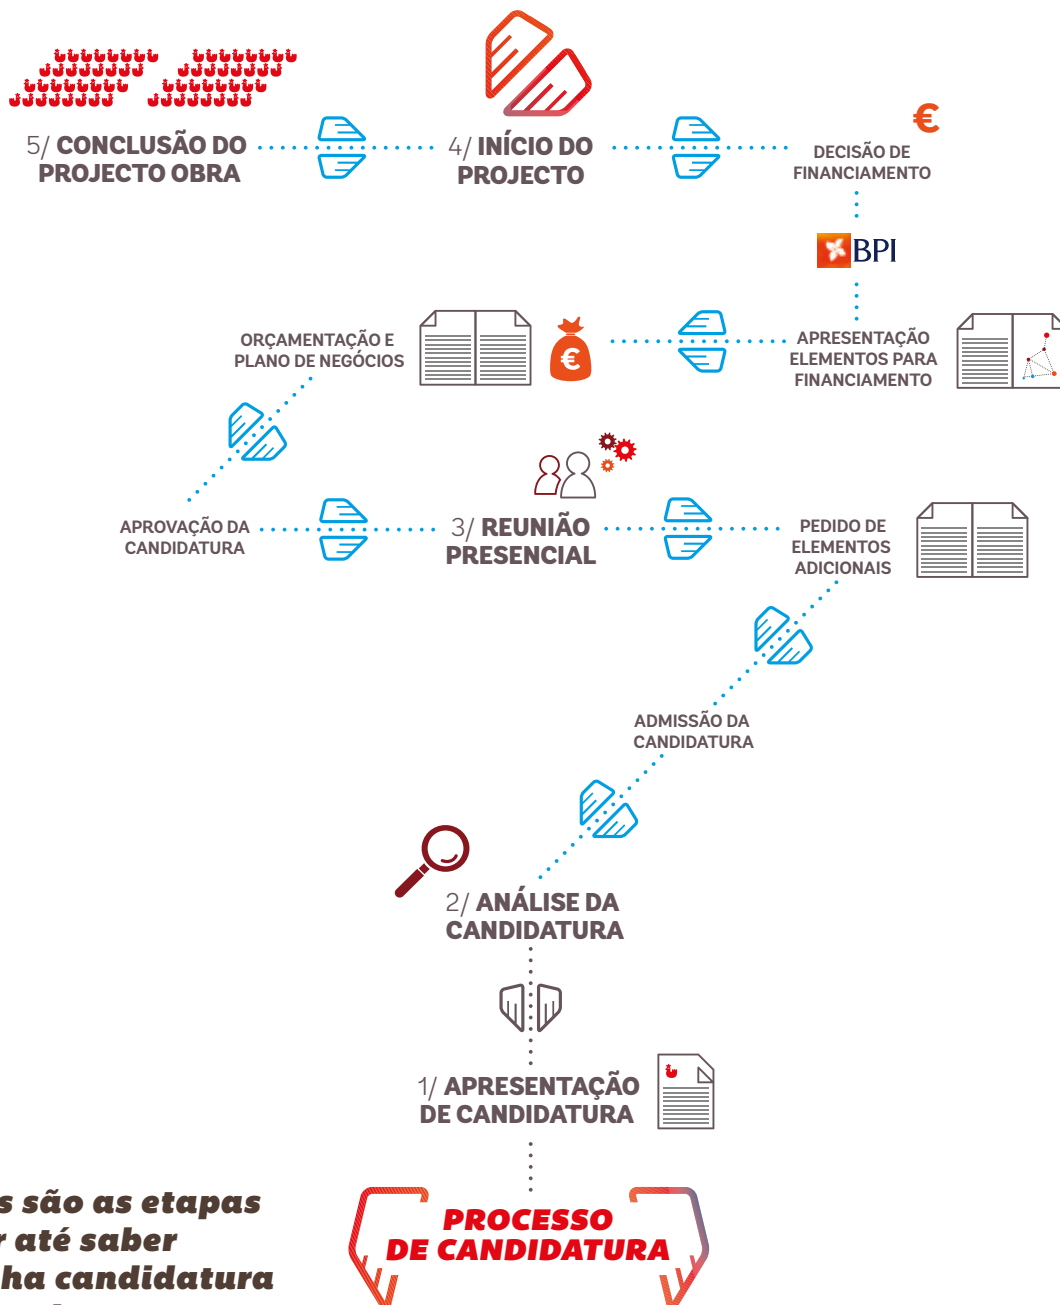 5/ CONCLUSÃO DO
PROJECTO OBRA
4/ INÍCIO DO
PROJECTO
€
DECISÃO DE
FINANCIAMENTO
BPI
ORÇAMENTAÇÃO E
PLANO DE NEGÓCIOS
€
APRESENTAÇÃO
ELEMENTOS PARA
FINANCIAMENTO
APROVAÇÃO DA
CANDIDATURA
3/ REUNIÃO
PRESENCIAL
PEDIDO DE
ELEMENTOS
ADICIONAIS
ADMISSÃO DA
CANDIDATURA
2/ ANÁLISE DA
CANDIDATURA
1/ APRESENTAÇÃO
DE CANDIDATURA
s são as etapas
r até saber
ha candidatura
PROCESSO
DE CANDIDATURA